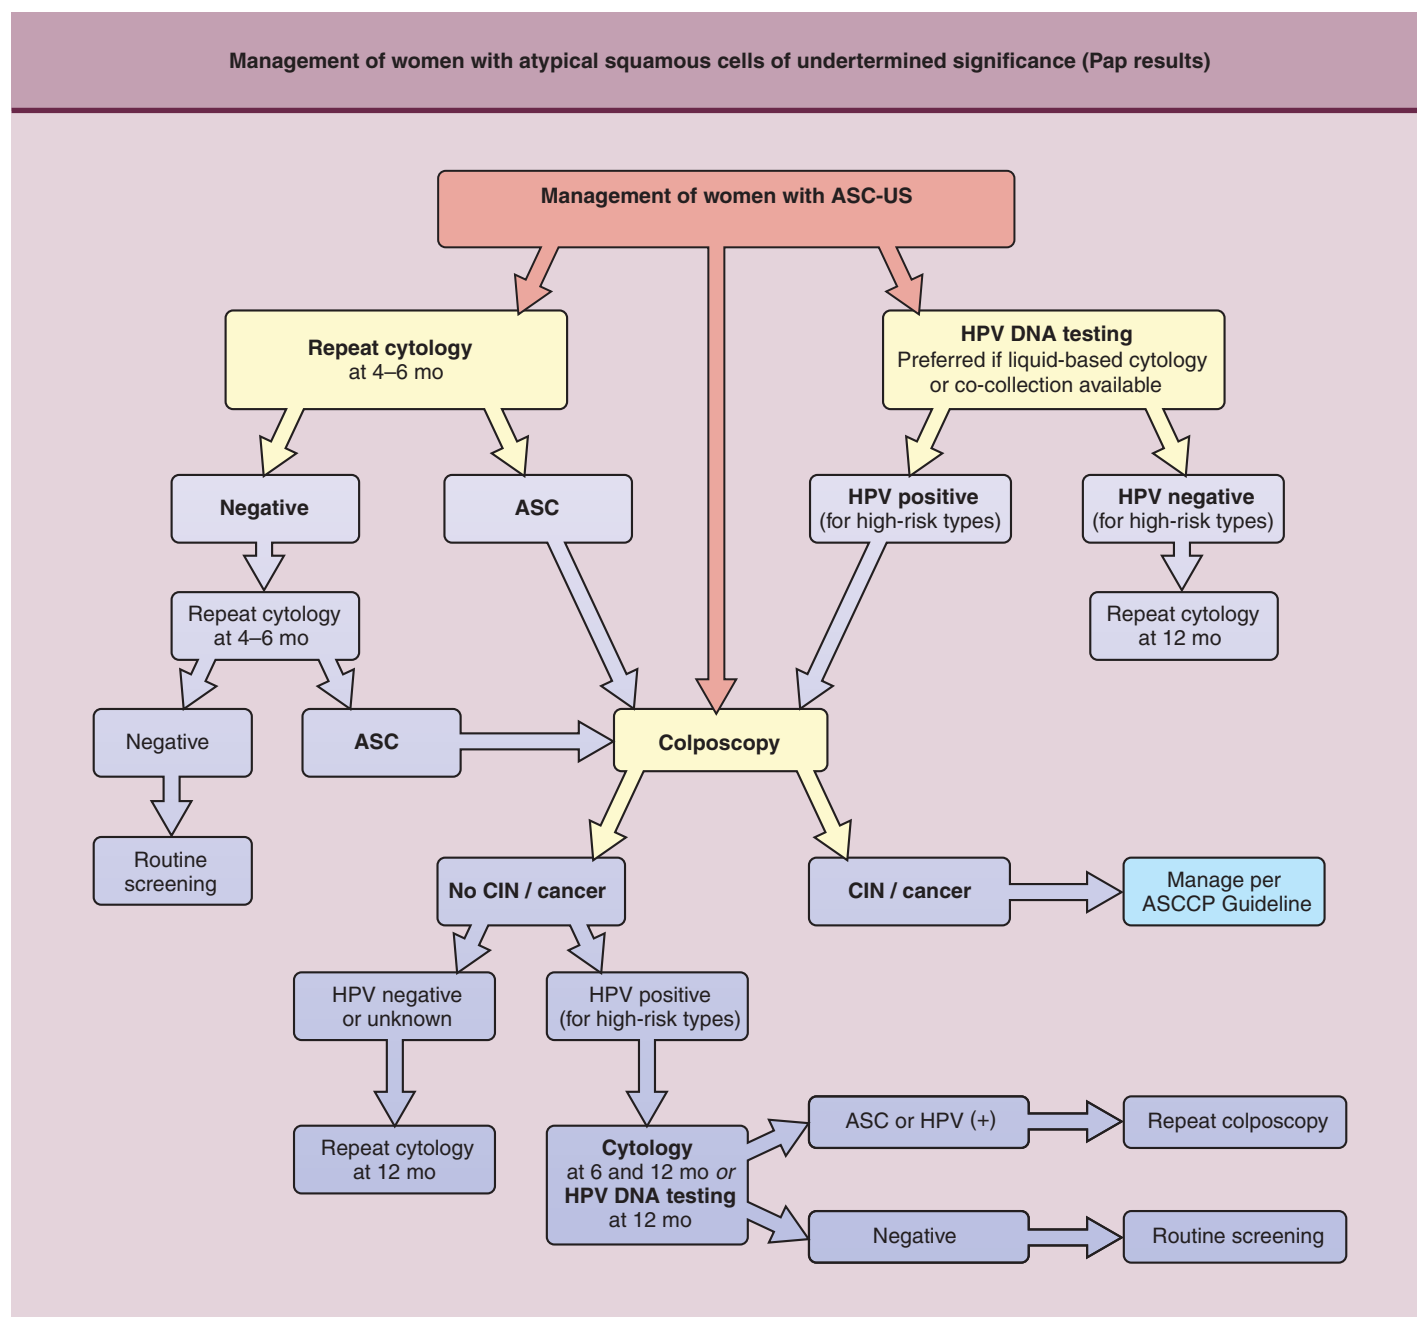 Management of women with atypical squamous cells of undertermined significance (Pap results)
Management of women with ASC-US
Repeat cytology
at 4–6 mo
HPV DNA testing
Preferred if liquid-based cytology
or co-collection available
Negative
ASC
HPV positive
(for high-risk types)
HPV negative
(for high-risk types)
Repeat cytology
at 4–6 mo
Repeat cytology
at 12 mo
Negative
ASC
Colposcopy
Routine
screening
No CIN / cancer
CIN / cancer
Manage per
ASCCP Guideline
HPV negative
or unknown
HPV positive
(for high-risk types)
Repeat cytology
at 12 mo
Cytology
at 6 and 12 mo or
HPV DNA testing
at 12 mo
ASC or HPV (+)
Repeat colposcopy
Negative
Routine screening